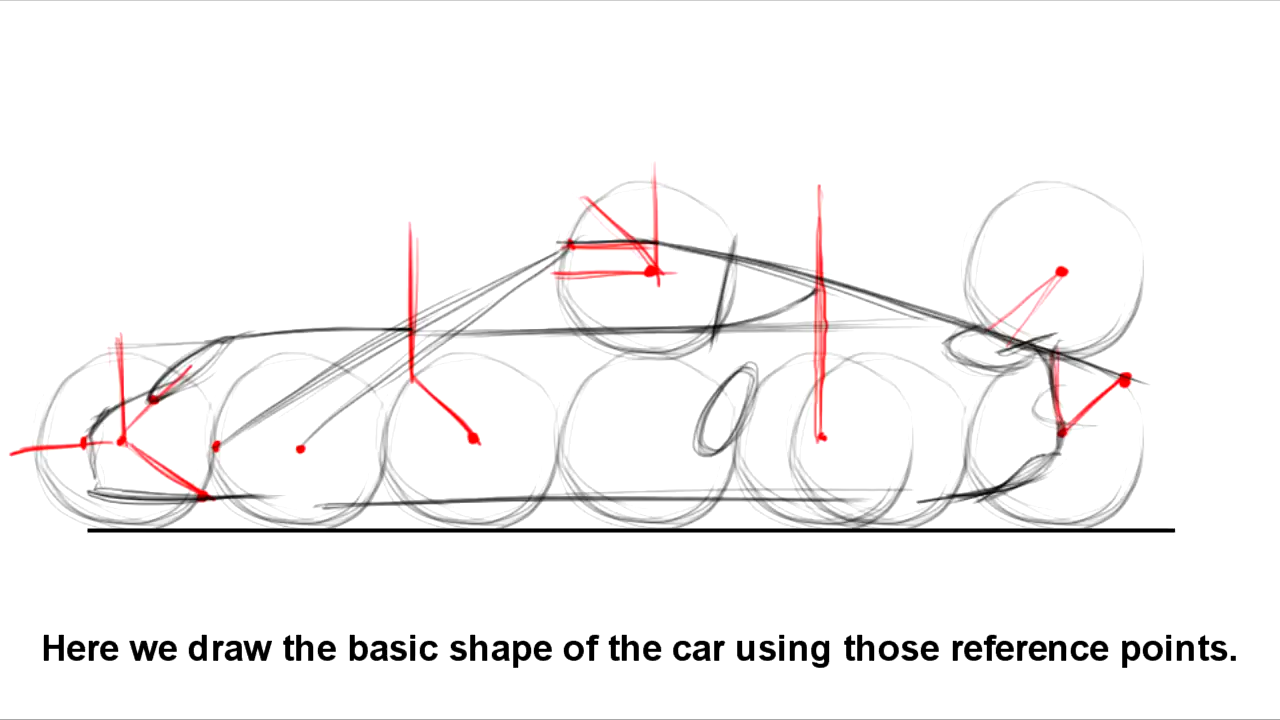 Here we draw the basic shape of the car using those reference points.